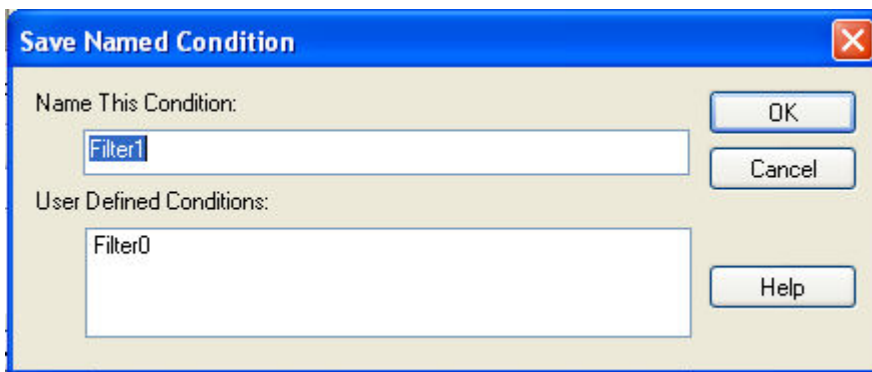 Save Named Condition
Name This Condition:
OK
Filter1
Cancel
User Defined Conditions:
Filter0
Help